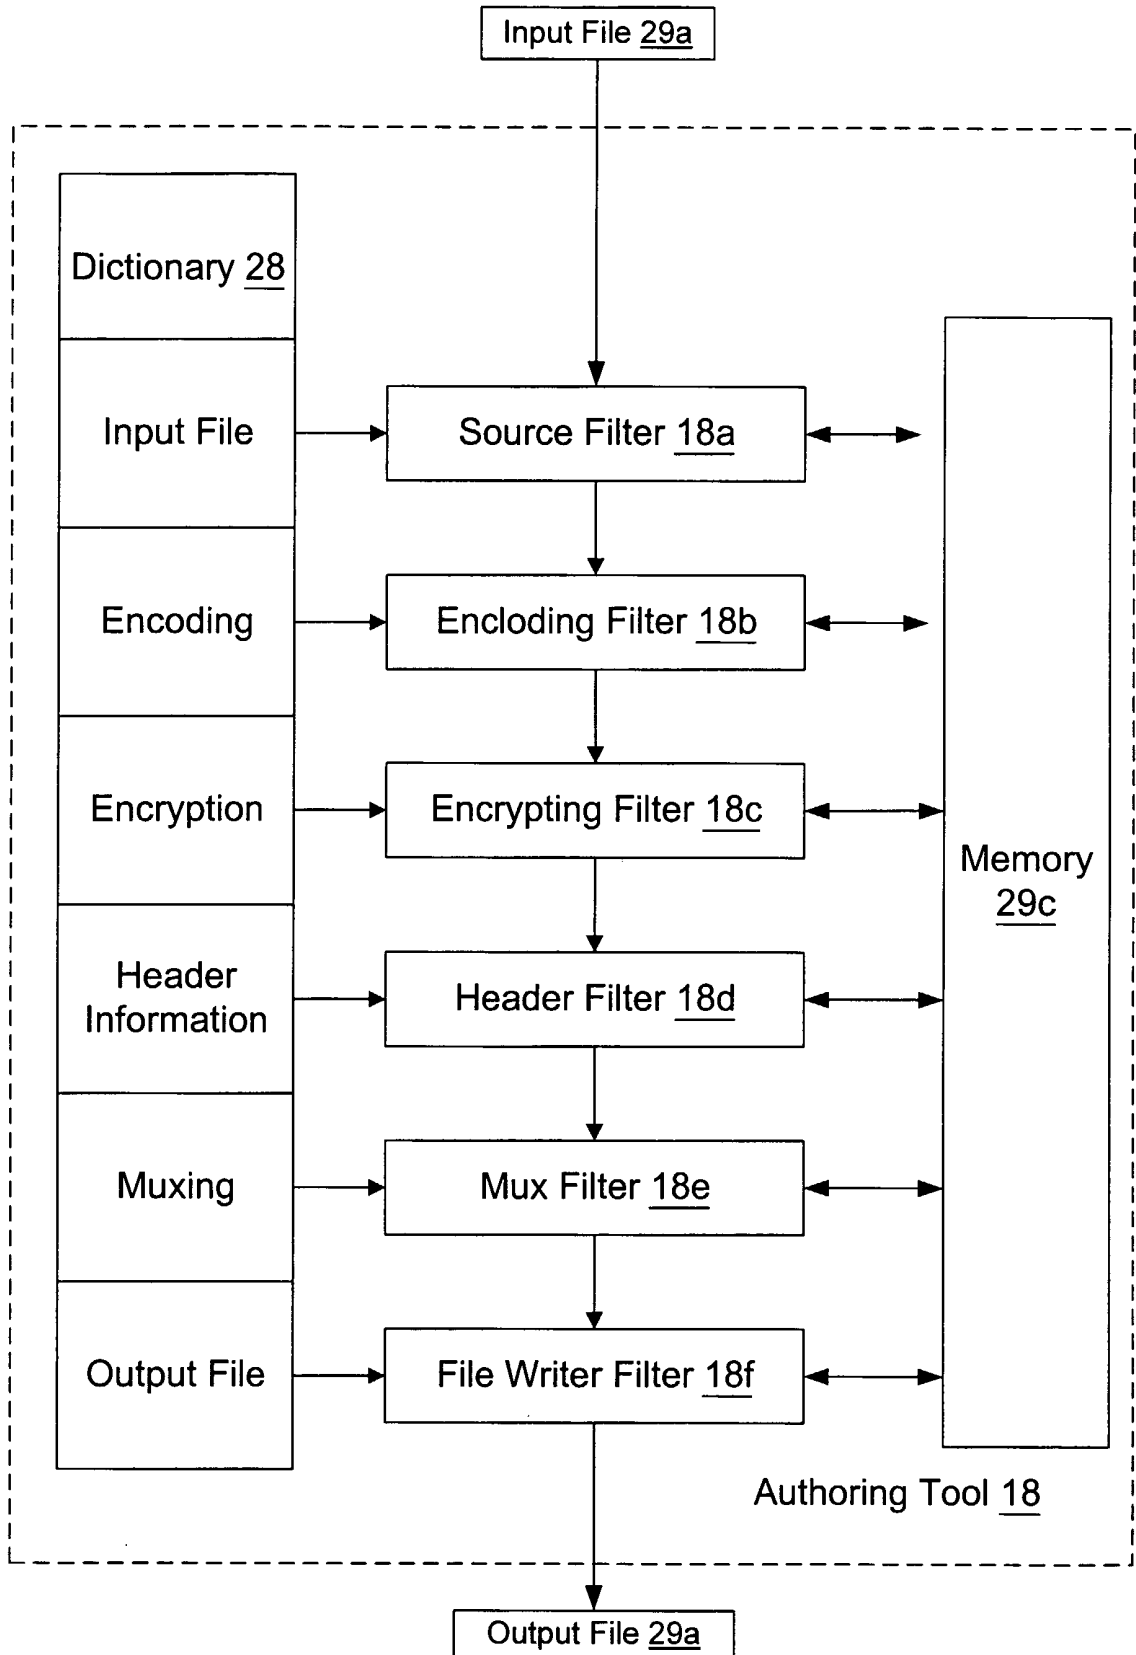 Input File 29a
Dictionary 28
Input File
Source Filter 18a
Encoding
Encloding Filter 18b
Encryption
Encrypting Filter 18c
Memory
29c
Header
Information
Header Filter 18d
Muxing
Mux Filter 18e
Output File
File Writer Filter 18f
Authoring Tool 18
Output File 29a